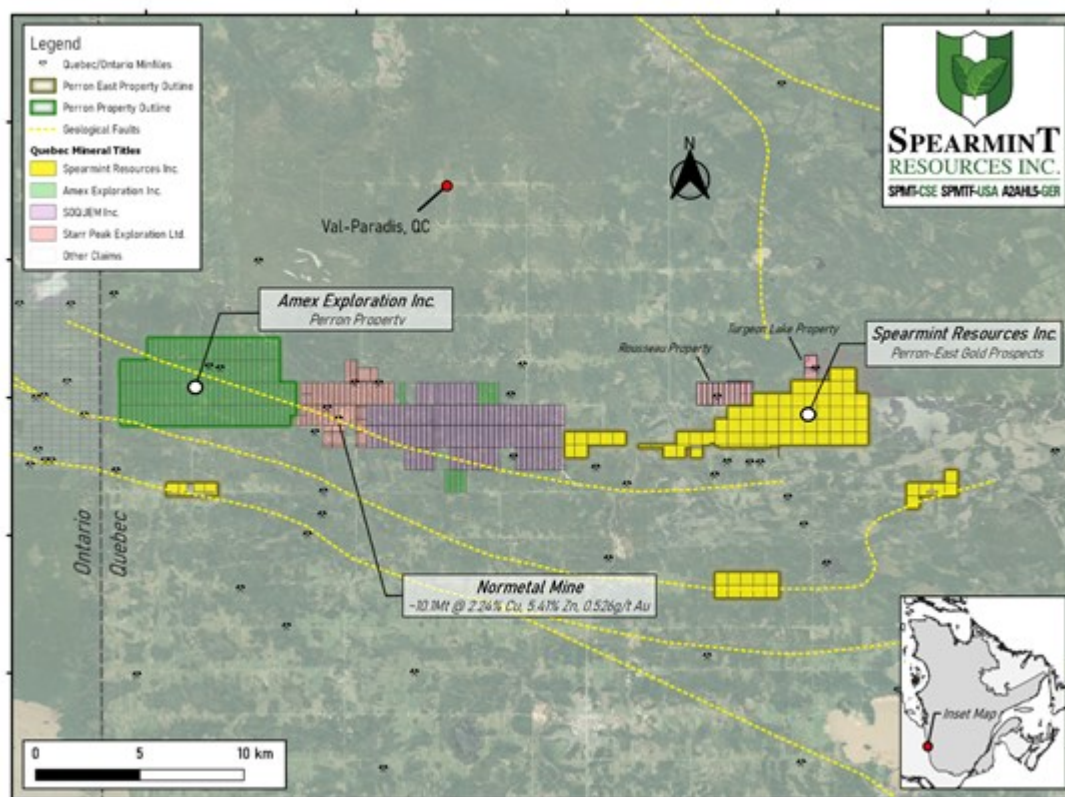 Legend
Quebec/Ontario Minfiles
Perron East Property Outline
Perron Property Outline
Geological Faults
Quebec Mineral Titles
Spearmint Resources Inc.
Amex Exploration Inc.
SOQUEM Inc.
Starr Peak Exploration Ltd.
Other Claims
SPEARMINT
RESOURCES INC.
SPMT-CSE SPMTF-USA A2AHL5-GER
N
Val-Paradis, QC
Amex Exploration Inc.
Perron Property
Turgeon Lake Property
Rousseau Property
Spearmint Resources Inc.
Perron-East Gold Prospects
Ontario
Quebec
Normetal Mine
~10.1Mt @ 2.24% Cu, 5.41% Zn, 0.526g/t Au
Inset Map
0 5 10 km